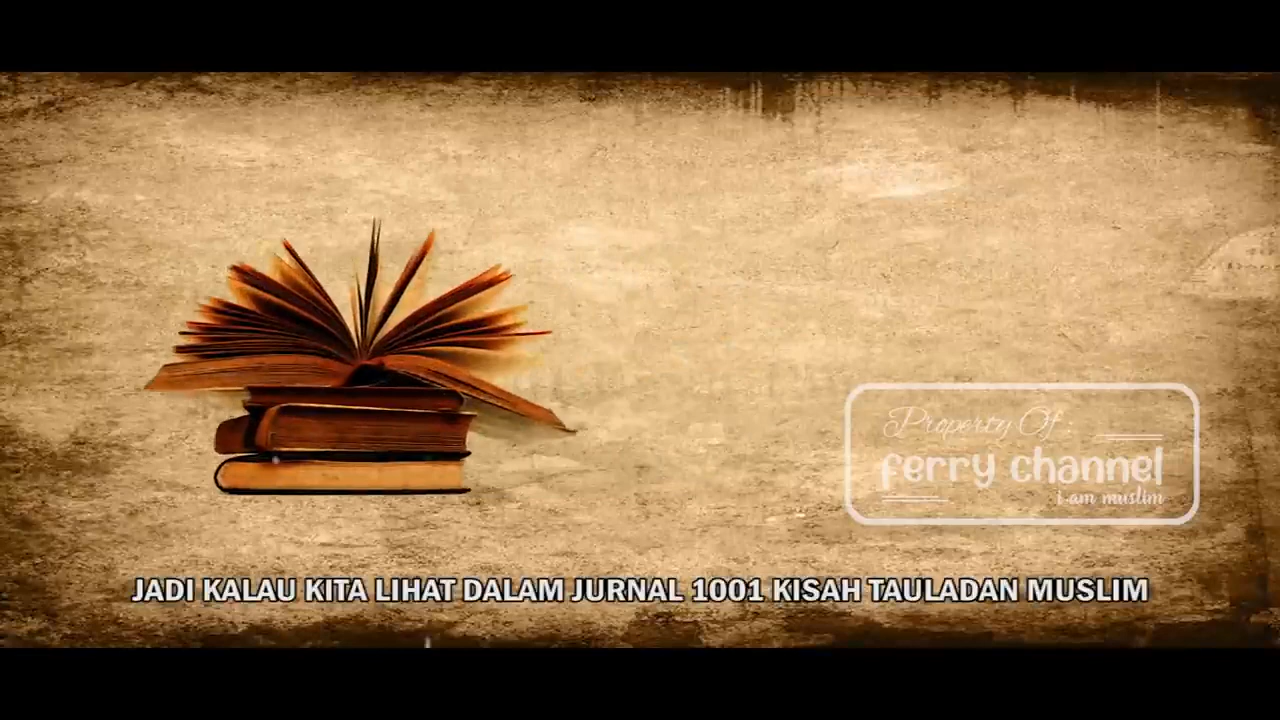 Property Of :
ferry channel
i am muslim
JADI KALAU KITA LIHAT DALAM JURNAL 1001 KISAH TAULADAN MUSLIM